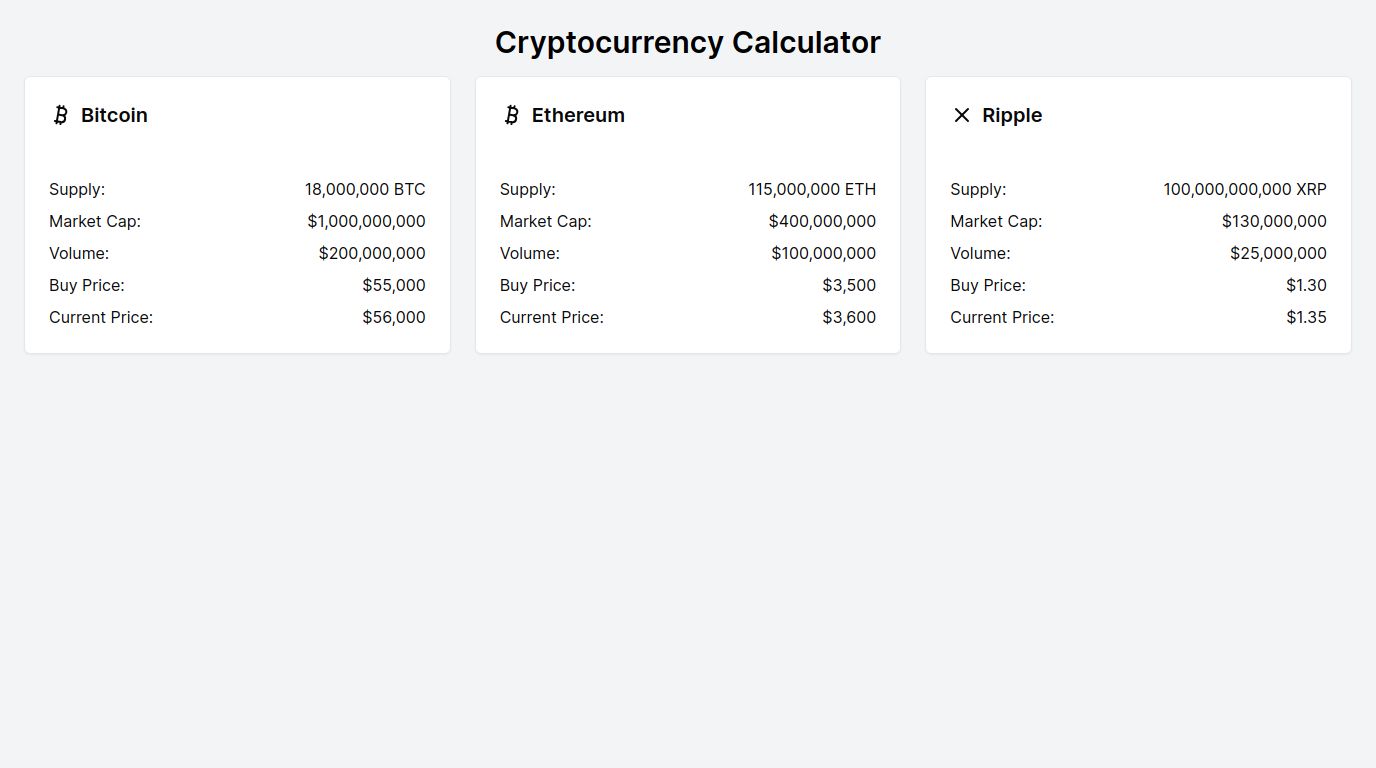 Cryptocurrency Calculator
Bitcoin
Supply: 18,000,000 BTC
Market Cap: $1,000,000,000
Volume: $200,000,000
Buy Price: $55,000
Current Price: $56,000
Ethereum
Supply: 115,000,000 ETH
Market Cap: $400,000,000
Volume: $100,000,000
Buy Price: $3,500
Current Price: $3,600
Ripple
Supply: 100,000,000,000 XRP
Market Cap: $130,000,000
Volume: $25,000,000
Buy Price: $1.30
Current Price: $1.35